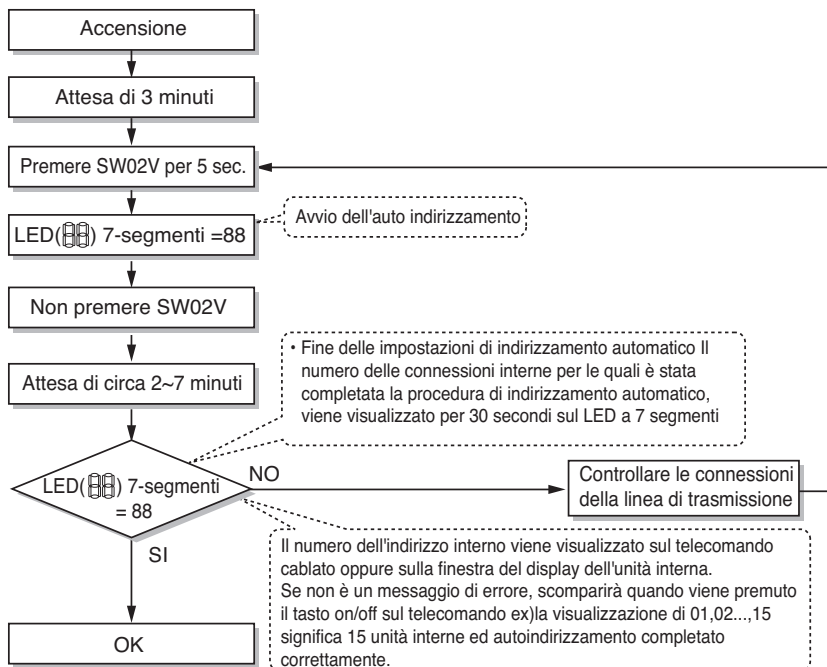 Accensione
Attesa di 3 minuti
Premere SW02V per 5 sec.
LED(88) 7-segmenti =88
Avvio dell'auto indirizzamento
Non premere SW02V
Attesa di circa 2~7 minuti
• Fine delle impostazioni di indirizzamento automatico Il
numero delle connessioni interne per le quali è stata
completata la procedura di indirizzamento automatico,
viene visualizzato per 30 secondi sul LED a 7 segmenti
LED(88) 7-segmenti
= 88
NO
Controllare le connessioni
della linea di trasmissione
SI
Il numero dell'indirizzo interno viene visualizzato sul telecomando
cablato oppure sulla finestra del display dell'unità interna.
Se non è un messaggio di errore, scomparirà quando viene premuto
il tasto on/off sul telecomando ex)la visualizzazione di 01,02...,15
significa 15 unità interne ed autoindirizzamento completato
correttamente.
OK